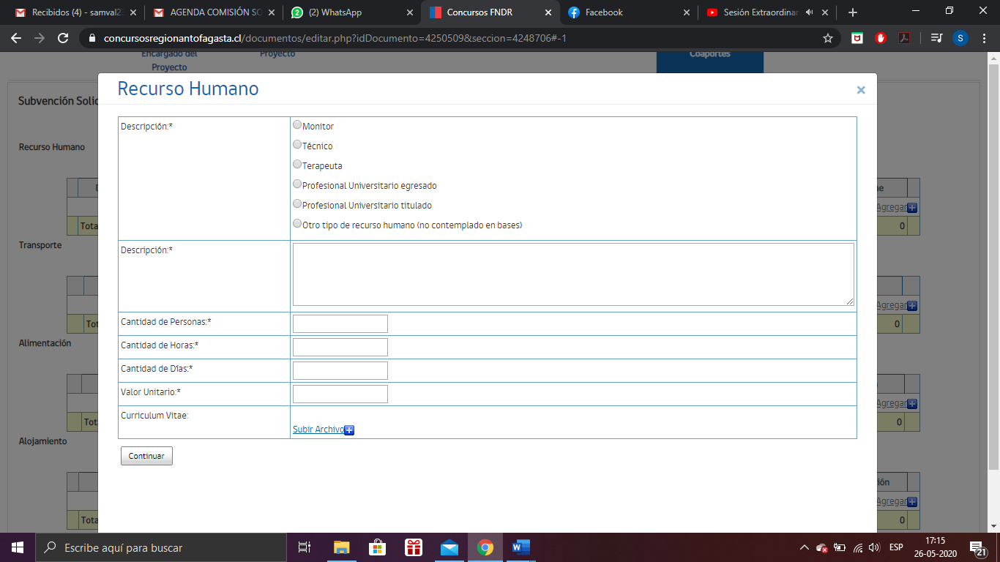 Recibidos (4) - samval2
AGENDA COMISIÓN SO
(2) WhatsApp
Concursos FNDR
Facebook
Sesión Extraordinar
concursosregionantofagasta.cl/documentos/editar.php?idDocumento=4250509&seccion=4248706#-1
S
Encargado del Proyecto
Proyecto
Coaportes
Subvención Solic
Recurso Humano
Descripción:*
Monitor
Técnico
Terapeuta
Profesional Universitario egresado
Profesional Universitario titulado
Otro tipo de recurso humano (no contemplado en bases)
Descripción:*
Cantidad de Personas:*
Cantidad de Horas:*
Cantidad de Días:*
Valor Unitario:*
Curriculum Vitae:
Subir Archivo
Continuar
Recurso Humano
Tota
Agregar
0
Transporte
Tot
Agregar
0
Alimentación
Tot
Agregar
0
Alojamiento
ión
Tota
Agregar
0
Escribe aquí para buscar
ESP
17:15
26-05-2020
21